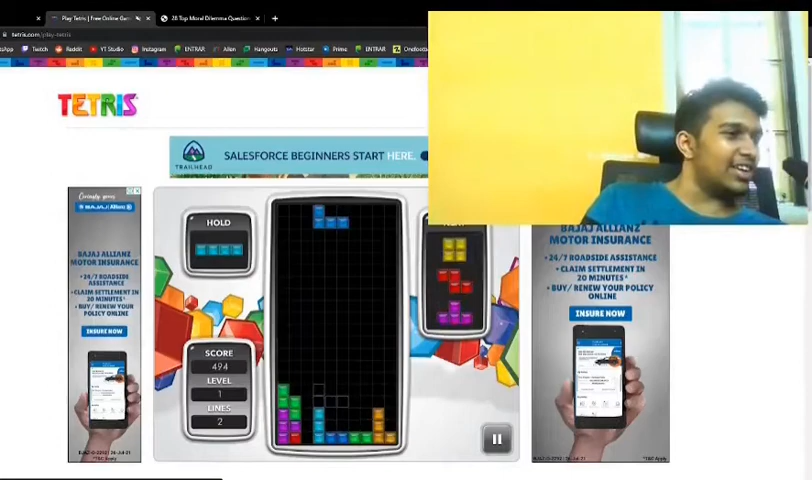 Play Tetris | Free Online Gam
28 Top Moral Dilemma Question
tetris.com/play-tetris
Twitch
Reddit
YT Studio
Instagram
ENTRAR
Allen
Hangouts
Hotstar
Prime
ENTRAR
TETRIS
TRAILHEAD
SALESFORCE BEGINNERS START HERE.
BAJAJ ALLIANZ
MOTOR INSURANCE
• 24/7 ROADSIDE
ASSISTANCE
• CLAIM SETTLEMENT IN
20 MINUTES*
• BUY/ RENEW YOUR
POLICY ONLINE
INSURE NOW
HOLD
SCORE
494
LEVEL
1
LINES
2
BAJAJ ALLIANZ
MOTOR INSURANCE
• 24/7 ROADSIDE ASSISTANCE
• CLAIM SETTLEMENT IN
20 MINUTES*
• BUY/ RENEW YOUR POLICY
ONLINE
INSURE NOW